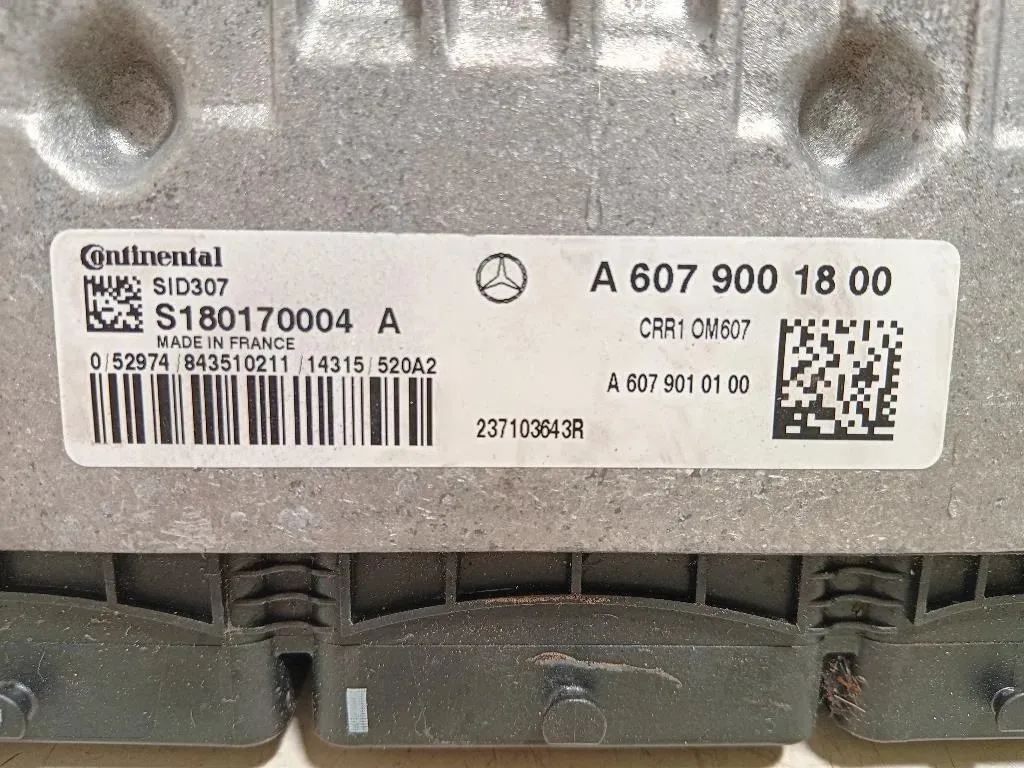 Continental
SID307
S180170004 A
MADE IN FRANCE
0/52974/843510211/14315/520A2
A 607 900 18 00
CRR1 OM607
A 607 901 01 00
237103643R